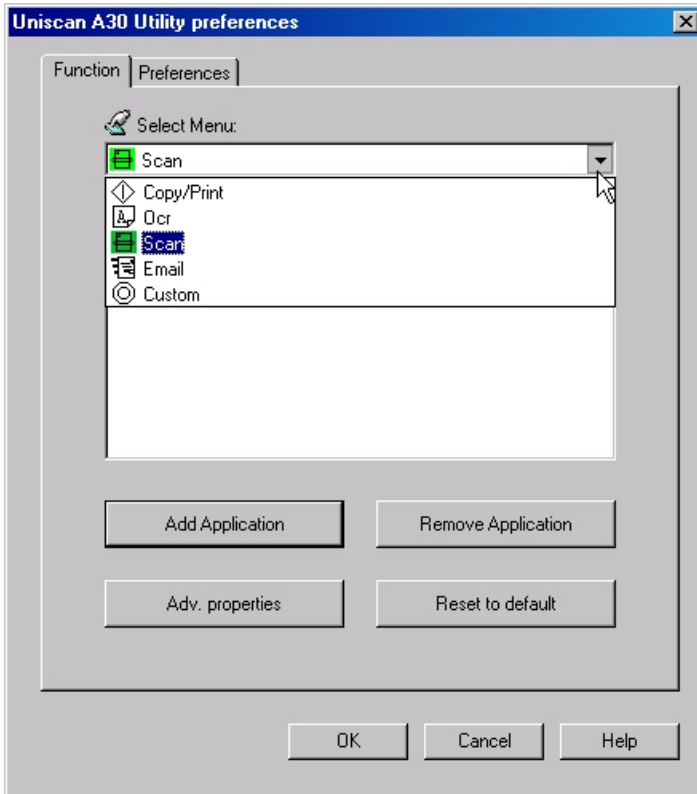 Uniscan A30 Utility preferences
Function Preferences
Select Menu:
Scan
Copy/Print
Ocr
Scan
Email
Custom
Add Application Remove Application
Adv. properties Reset to default
OK Cancel Help